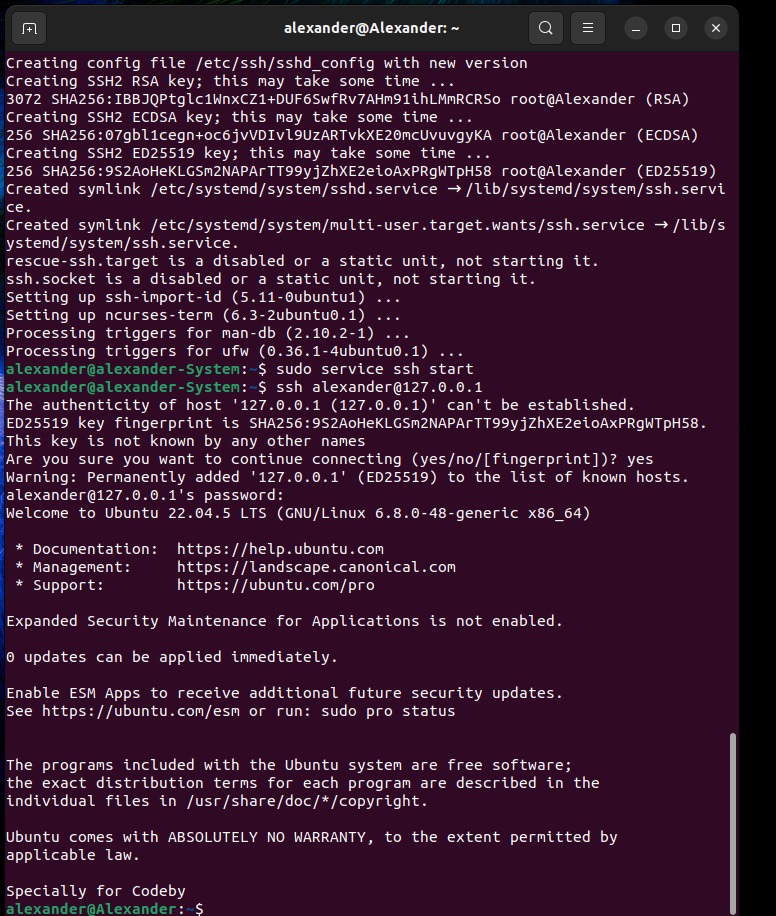 alexander@Alexander: ~
Creating config file /etc/ssh/sshd_config with new version
Creating SSH2 RSA key; this may take some time ...
3072 SHA256:IBBJQPtglc1WnxCZ1+DUF6SwfRv7AHm91ihLMmRCRSo root@Alexander (RSA)
Creating SSH2 ECDSA key; this may take some time ...
256 SHA256:07gbl1cegn+oc6jvVDIvl9UzARTvkXE20mcUvuvgyKA root@Alexander (ECDSA)
Creating SSH2 ED25519 key; this may take some time ...
256 SHA256:9S2AoHeKLGSm2NAPArTT99yjZhXE2eioAxPRgWTpH58 root@Alexander (ED25519)
Created symlink /etc/systemd/system/sshd.service → /lib/systemd/system/ssh.servi
ce.
Created symlink /etc/systemd/system/multi-user.target.wants/ssh.service → /lib/s
ystemd/system/ssh.service.
rescue-ssh.target is a disabled or a static unit, not starting it.
ssh.socket is a disabled or a static unit, not starting it.
Setting up ssh-import-id (5.11-0ubuntu1) ...
Setting up ncurses-term (6.3-2ubuntu0.1) ...
Processing triggers for man-db (2.10.2-1) ...
Processing triggers for ufw (0.36.1-4ubuntu0.1) ...
alexander@alexander-System:~$ sudo service ssh start
alexander@alexander-System:~$ ssh alexander@127.0.0.1
The authenticity of host '127.0.0.1 (127.0.0.1)' can't be established.
ED25519 key fingerprint is SHA256:9S2AoHeKLGSm2NAPArTT99yjZhXE2eioAxPRgWTpH58.
This key is not known by any other names
Are you sure you want to continue connecting (yes/no/[fingerprint])? yes
Warning: Permanently added '127.0.0.1' (ED25519) to the list of known hosts.
alexander@127.0.0.1's password:
Welcome to Ubuntu 22.04.5 LTS (GNU/Linux 6.8.0-48-generic x86_64)
* Documentation:  https://help.ubuntu.com
* Management:     https://landscape.canonical.com
* Support:        https://ubuntu.com/pro
Expanded Security Maintenance for Applications is not enabled.
0 updates can be applied immediately.
Enable ESM Apps to receive additional future security updates.
See https://ubuntu.com/esm or run: sudo pro status
The programs included with the Ubuntu system are free software;
the exact distribution terms for each program are described in the
individual files in /usr/share/doc/*/copyright.
Ubuntu comes with ABSOLUTELY NO WARRANTY, to the extent permitted by
applicable law.
Specially for Codeby
alexander@Alexander:~$